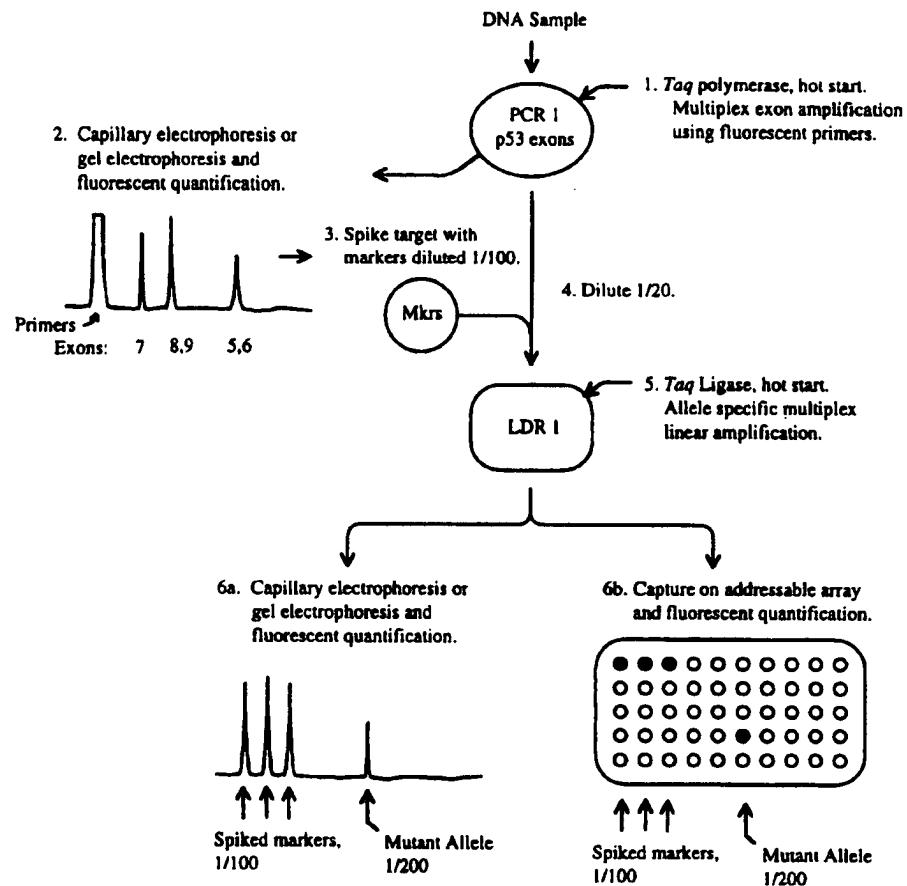 DNA Sample
PCR 1
p53 exons
1. Taq polymerase, hot start.
Multiplex exon amplification
using fluorescent primers.
2. Capillary electrophoresis or
gel electrophoresis and
fluorescent quantification.
Primers
Exons: 7 8,9 5,6
3. Spike target with
markers diluted 1/100.
Mkrs
4. Dilute 1/20.
5. Taq Ligase, hot start.
Allele specific multiplex
linear amplification.
LDR 1
6a. Capillary electrophoresis or
gel electrophoresis and
fluorescent quantification.
Spiked markers,
1/100
Mutant Allele
1/200
6b. Capture on addressable array
and fluorescent quantification.
Spiked markers,
1/100
Mutant Allele
1/200